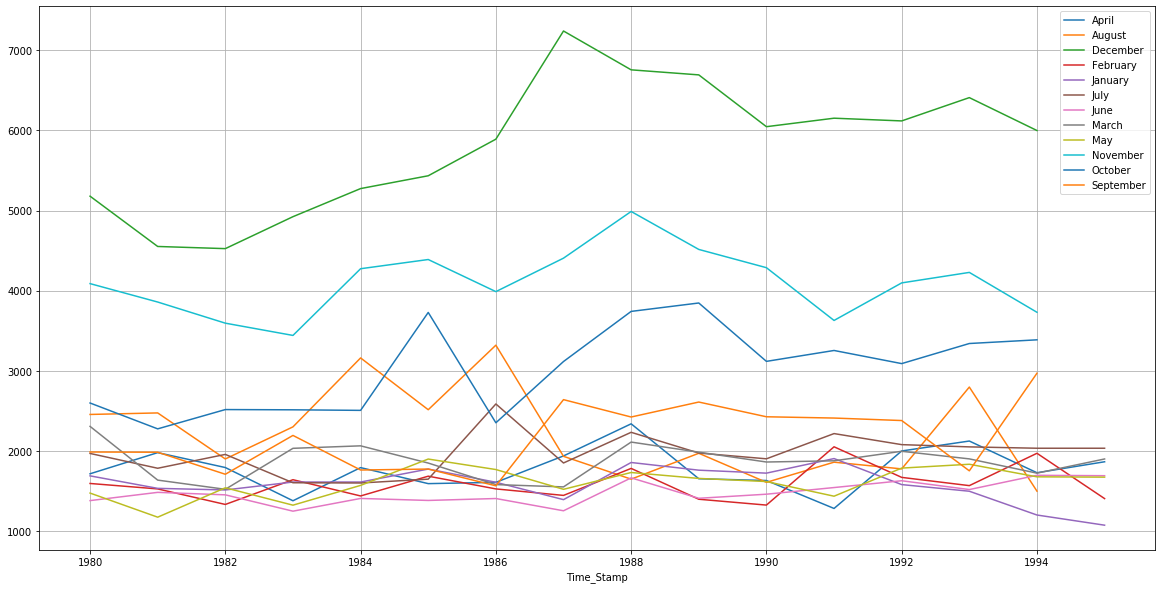 April
August
December
February
January
July
June
March
May
November
October
September
7000
6000
5000
4000
3000
2000
1000
1980 1982 1984 1986 1988 1990 1992 1994
Time_Stamp